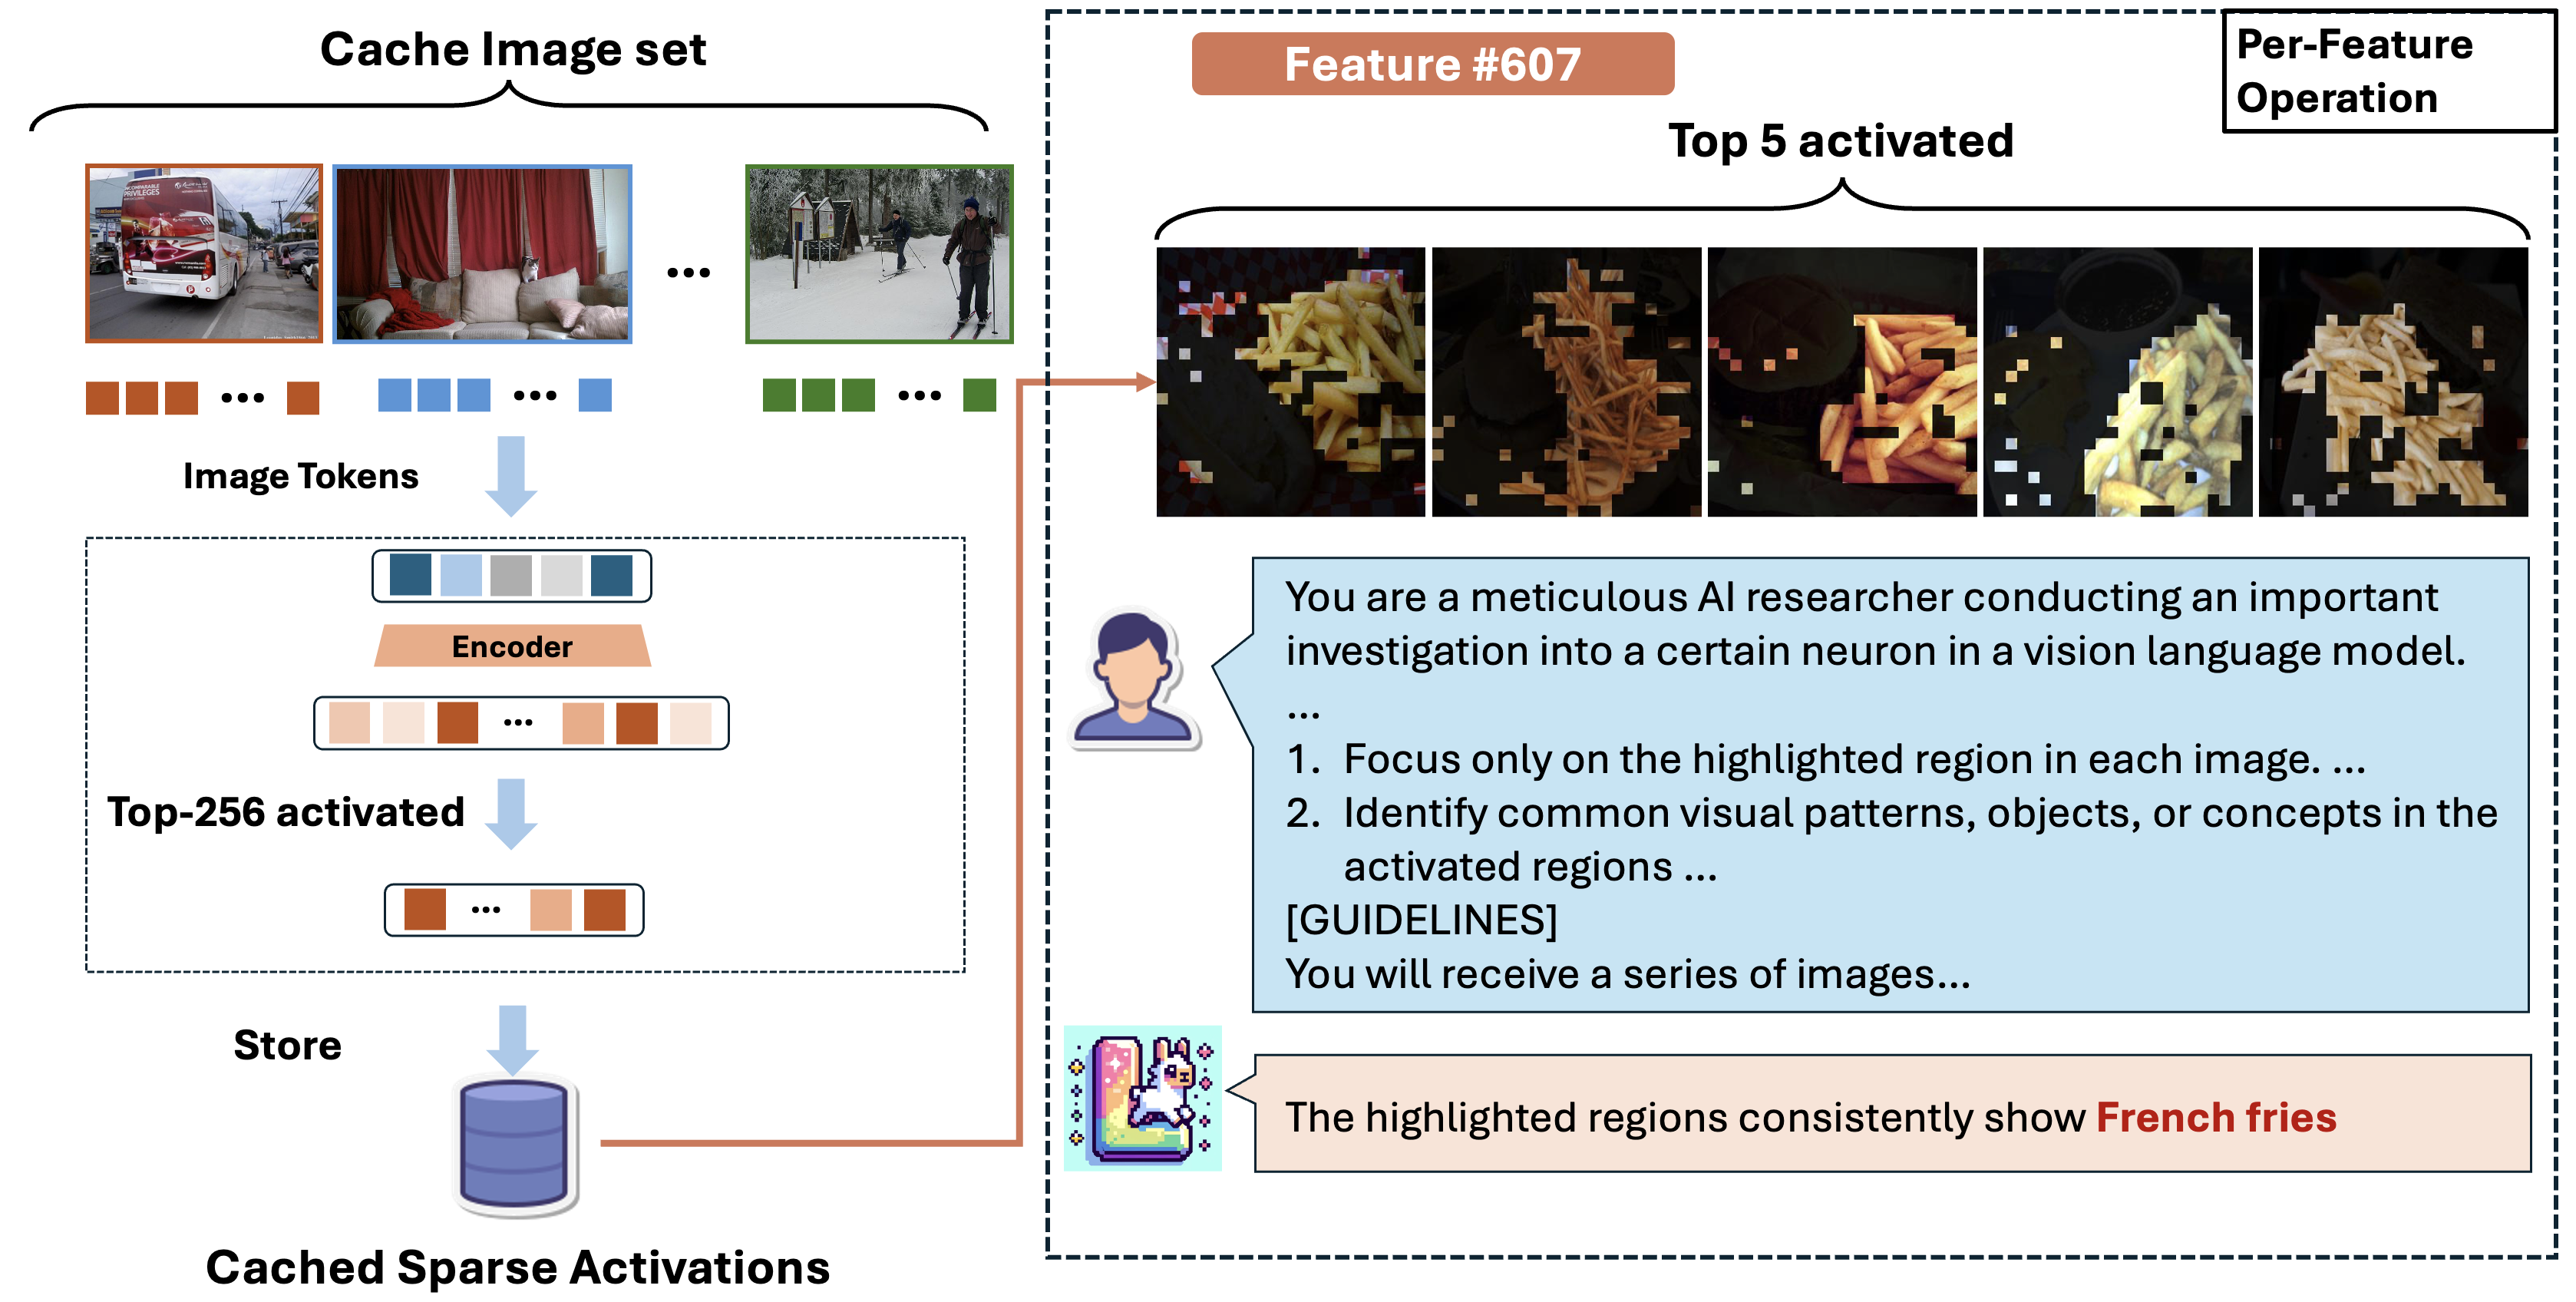 Cache Image set
INCOMPARABLE
PRIVILEGES
Image Tokens
Encoder
Top-256 activated
Store
Cached Sparse Activations
Per-Feature
Operation
Feature #607
Top 5 activated
You are a meticulous AI researcher conducting an important
investigation into a certain neuron in a vision language model.
...
1. Focus only on the highlighted region in each image. ...
2. Identify common visual patterns, objects, or concepts in the
activated regions ...
[GUIDELINES]
You will receive a series of images...
The highlighted regions consistently show French fries